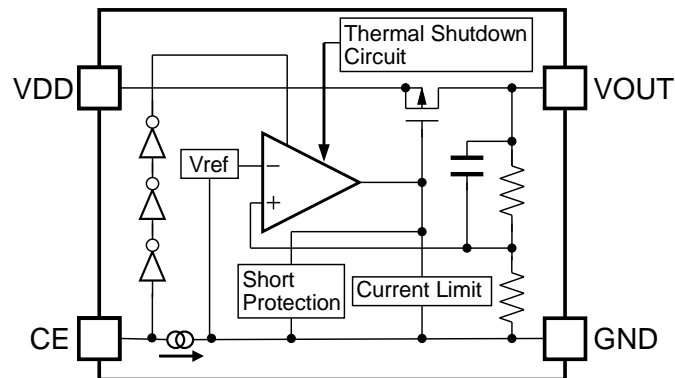 Thermal Shutdown
Circuit
VDD
VOUT
Vref
−
+
Short
Protection
Current Limit
CE
GND